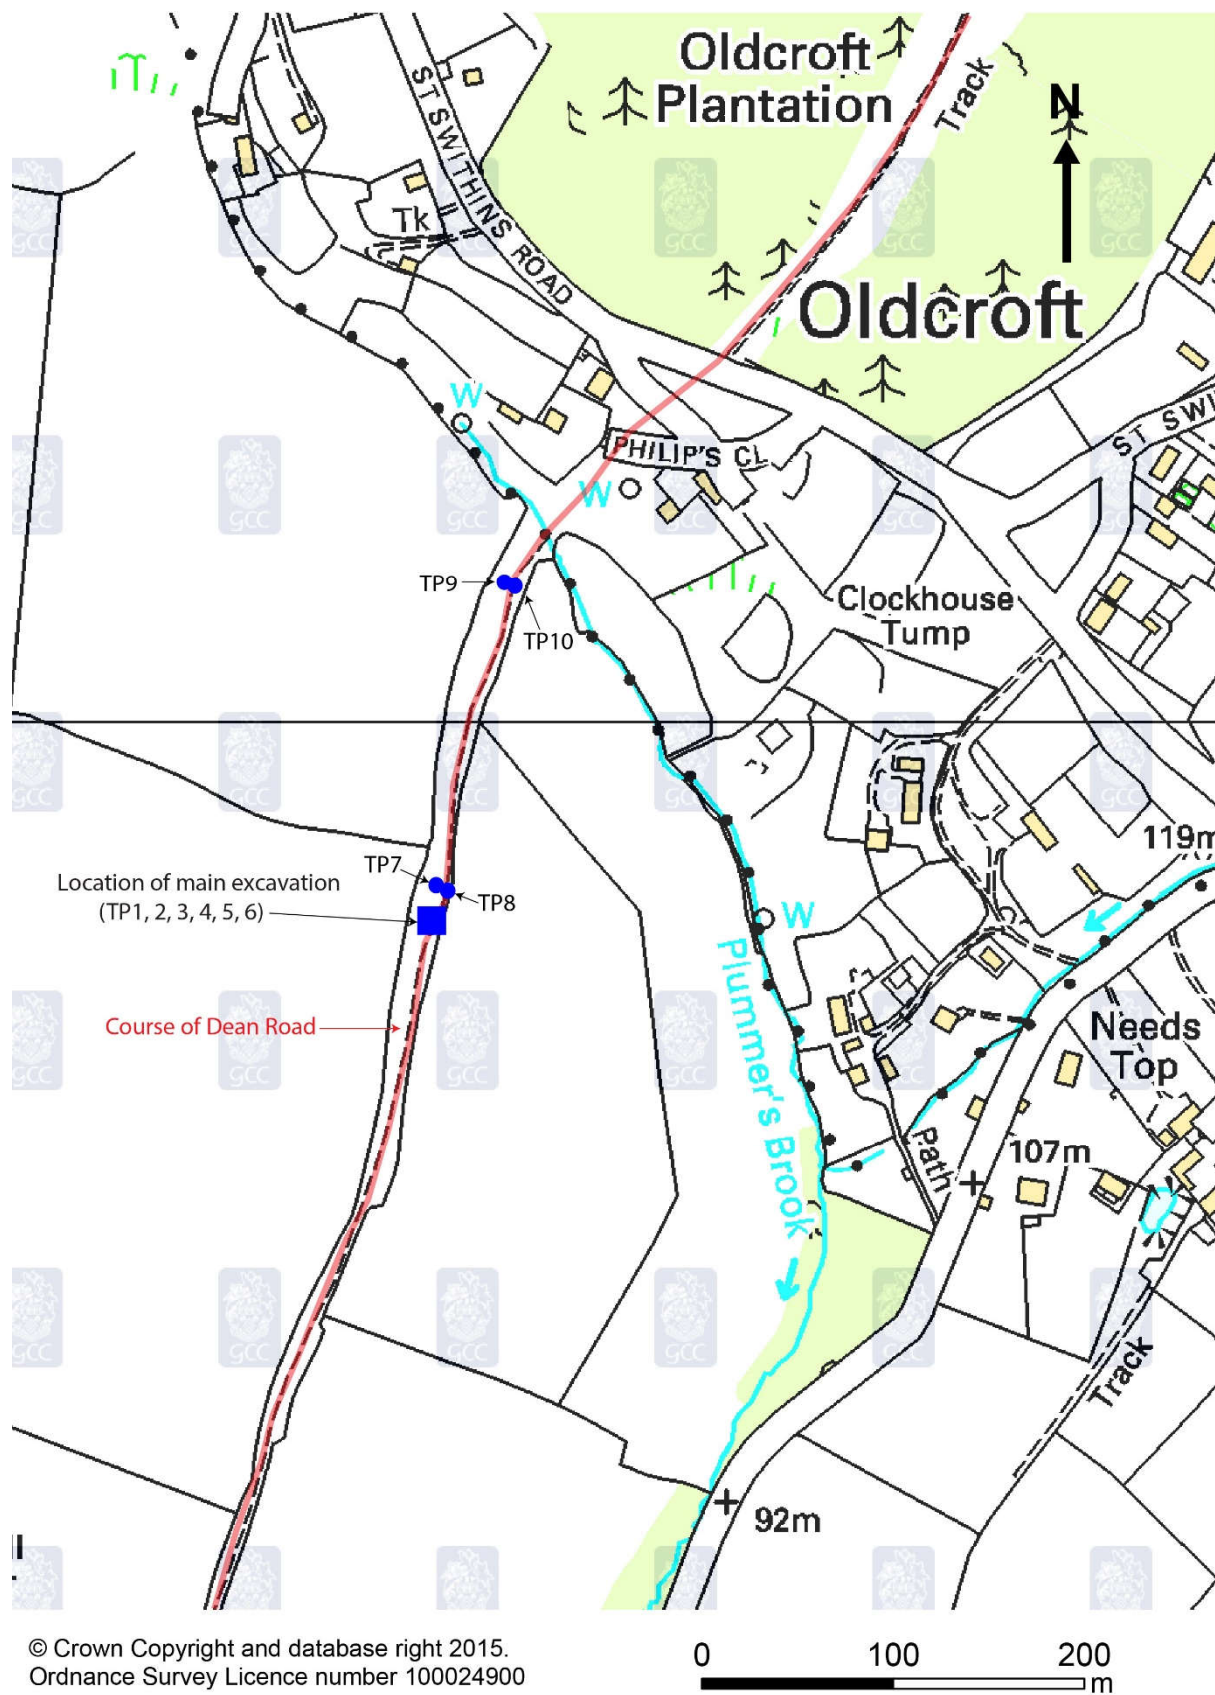 Oldcroft
Plantation
Track
N
ST SWITHINS ROAD
Tk
Oldcroft
W
PHILIP'S CL
W
ST SWI
TP9
TP10
Clockhouse
Tump
119m
TP7
Location of main excavation
(TP1, 2, 3, 4, 5, 6)
TP8
W
Plummer's Brook
Course of Dean Road
Needs
Top
Path
107m
Track
92m
GCC
© Crown Copyright and database right 2015.
Ordnance Survey Licence number 100024900
0 100 200
m